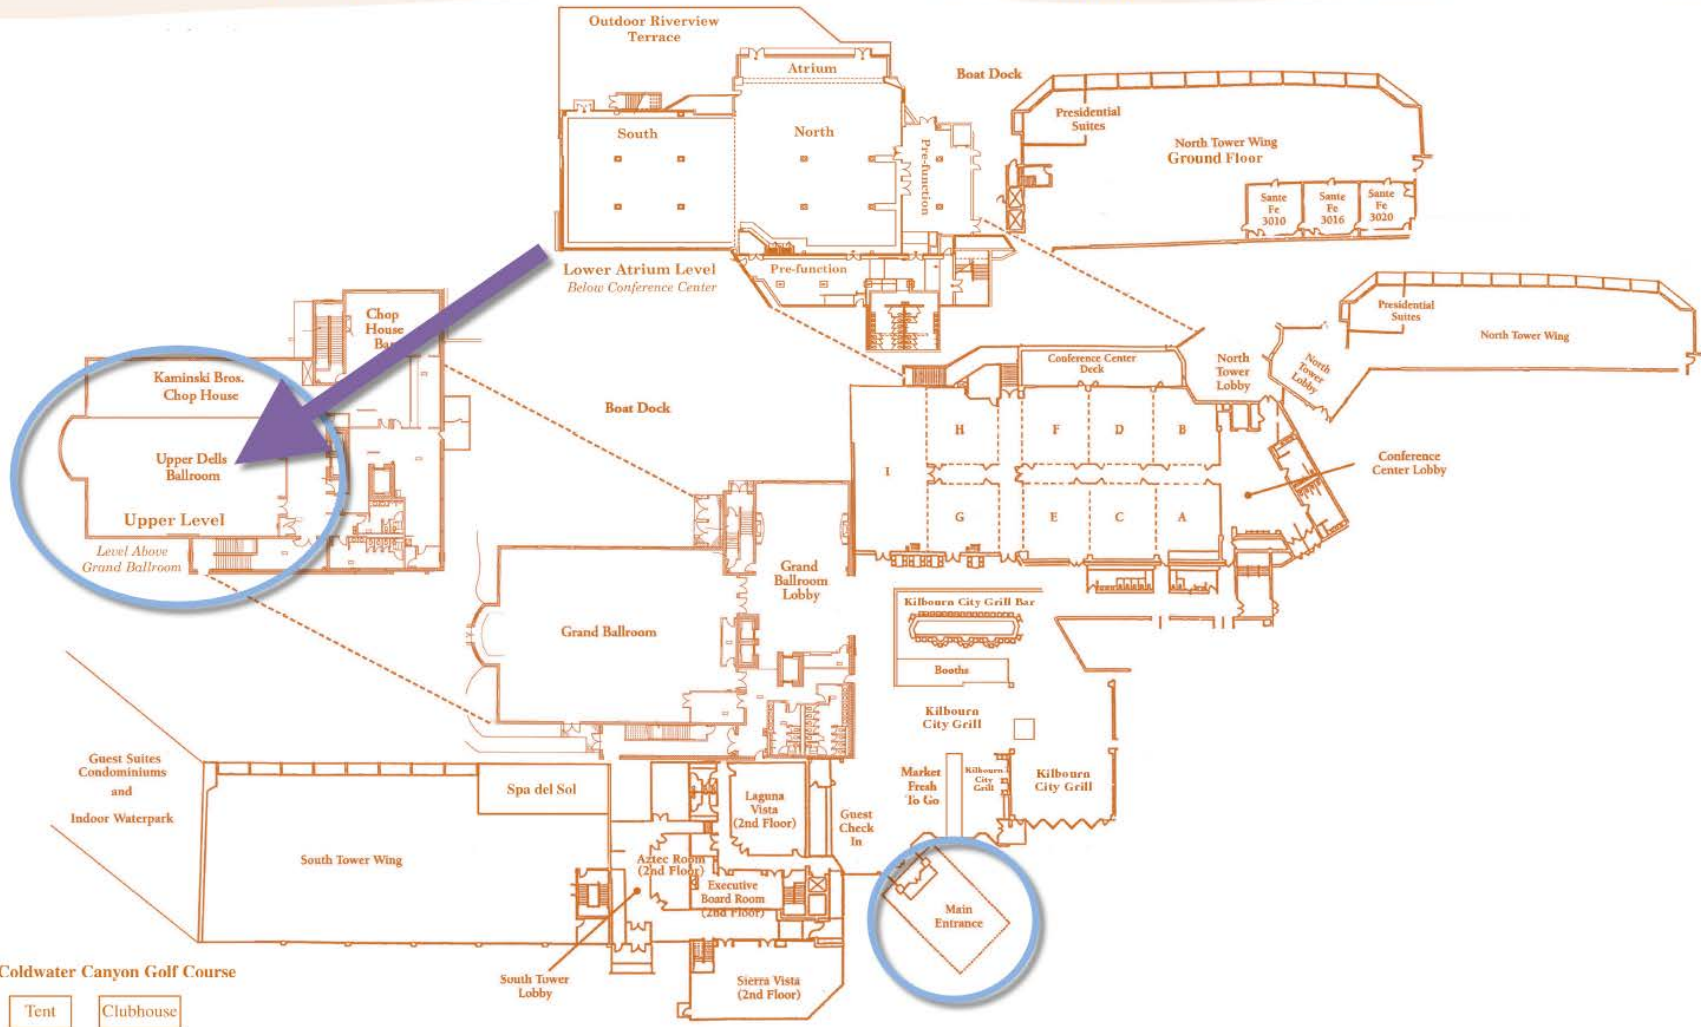 Outdoor Riverview
Terrace
Atrium
Boat Dock
Presidential
Suites
South
North
Pre-function
North Tower Wing
Ground Floor
Sante
Fe
3010
Sante
Fe
3016
Sante
Fe
3020
Lower Atrium Level
Below Conference Center
Pre-function
Chop
House
Ba
Presidential
Suites
North Tower Wing
North
Tower
Lobby
North
Tower
Lobby
Conference Center
Deck
Kaminski Bros.
Chop House
Boat Dock
H
F
D
B
I
Conference
Center Lobby
Upper Dells
Ballroom
Upper Level
G
E
C
A
Level Above
Grand Ballroom
Grand
Ballroom
Lobby
Grand Ballroom
Kilbourn City Grill Bar
Booths
Kilbourn
City Grill
Guest Suites
Condominiums
and
Indoor Waterpark
Spa del Sol
Laguna
Vista
(2nd Floor)
Guest
Check
In
Market
Fresh
To Go
Kilbourn
City
Grill
Kilbourn
City Grill
South Tower Wing
Aztec Room
(2nd Floor)
Executive
Board Room
(2nd Floor)
Main
Entrance
South Tower
Lobby
Sierra Vista
(2nd Floor)
Coldwater Canyon Golf Course
Tent
Clubhouse